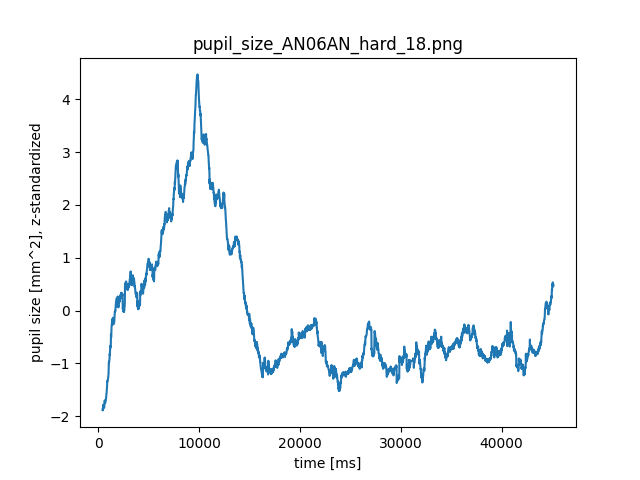 pupil_size_AN06AN_hard_18.png
pupil size [mm^2], z-standardized
4
3
2
1
0
−1
−2
0 10000 20000 30000 40000
time [ms]